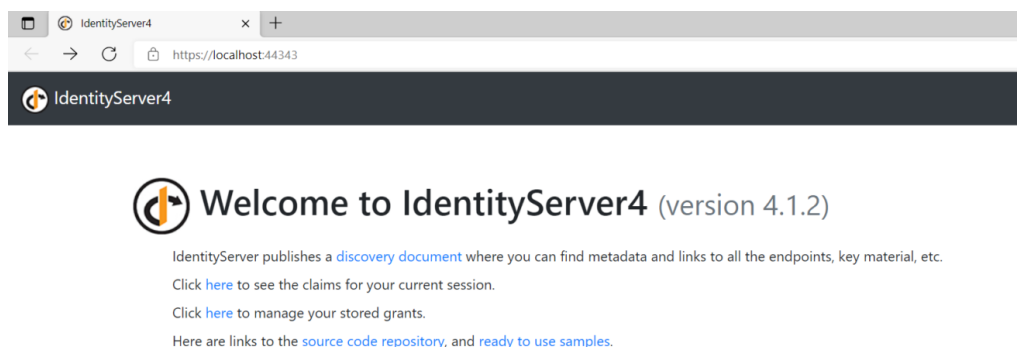 IdentityServer4
https://localhost:44343
IdentityServer4
Welcome to IdentityServer4 (version 4.1.2)
IdentityServer publishes a discovery document where you can find metadata and links to all the endpoints, key material, etc.
Click here to see the claims for your current session.
Click here to manage your stored grants.
Here are links to the source code repository, and ready to use samples.